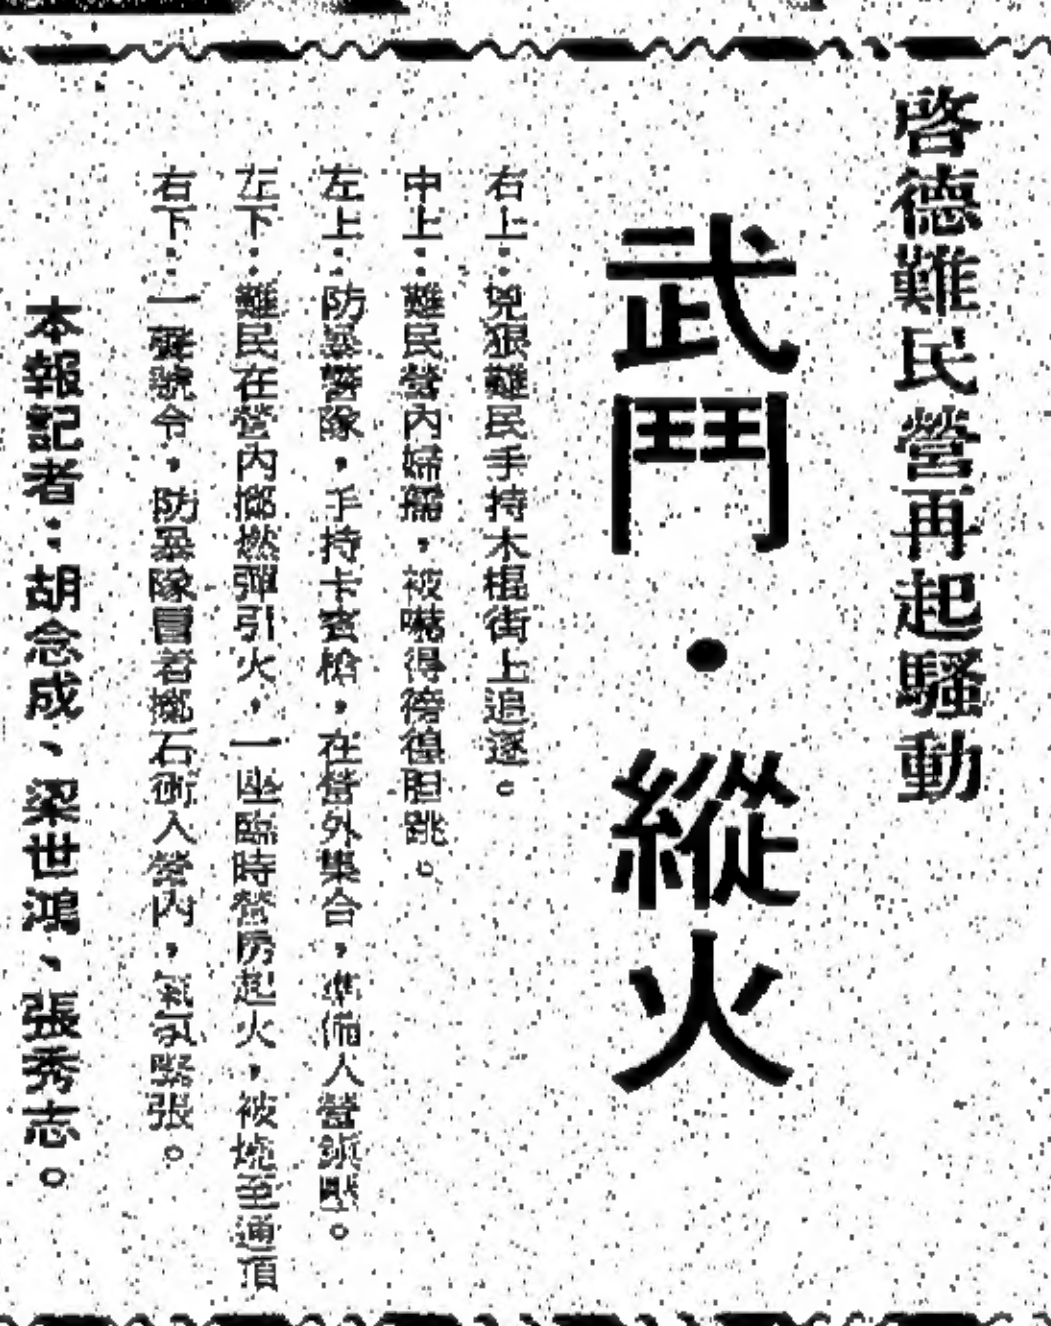 啓德難民營再起騷動
武鬥・縱火
右上：兇狠難民手持木棍街上追逐。
中上：難民營內婦孺，被嚇得徬徨胆跳。
左上：防暴警隊，手持卡賓槍，在營外集合，準備入營鎮壓。
左下：難民在營內擲燃彈引火，一座臨時營房起火，被燒至通頂
右下：一聲號令，防暴隊冒着擲石衝入營內，氣氛緊張。
本報記者：胡念成、梁世鴻、張秀志。